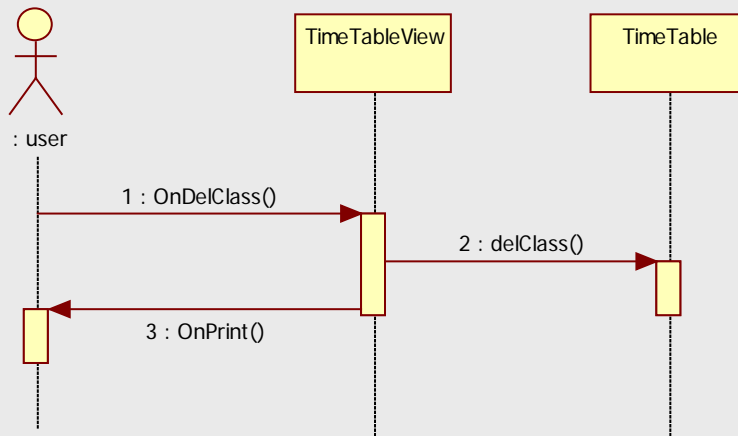 TimeTableView
TimeTable
: user
1 : OnDelClass()
2 : delClass()
3 : OnPrint()